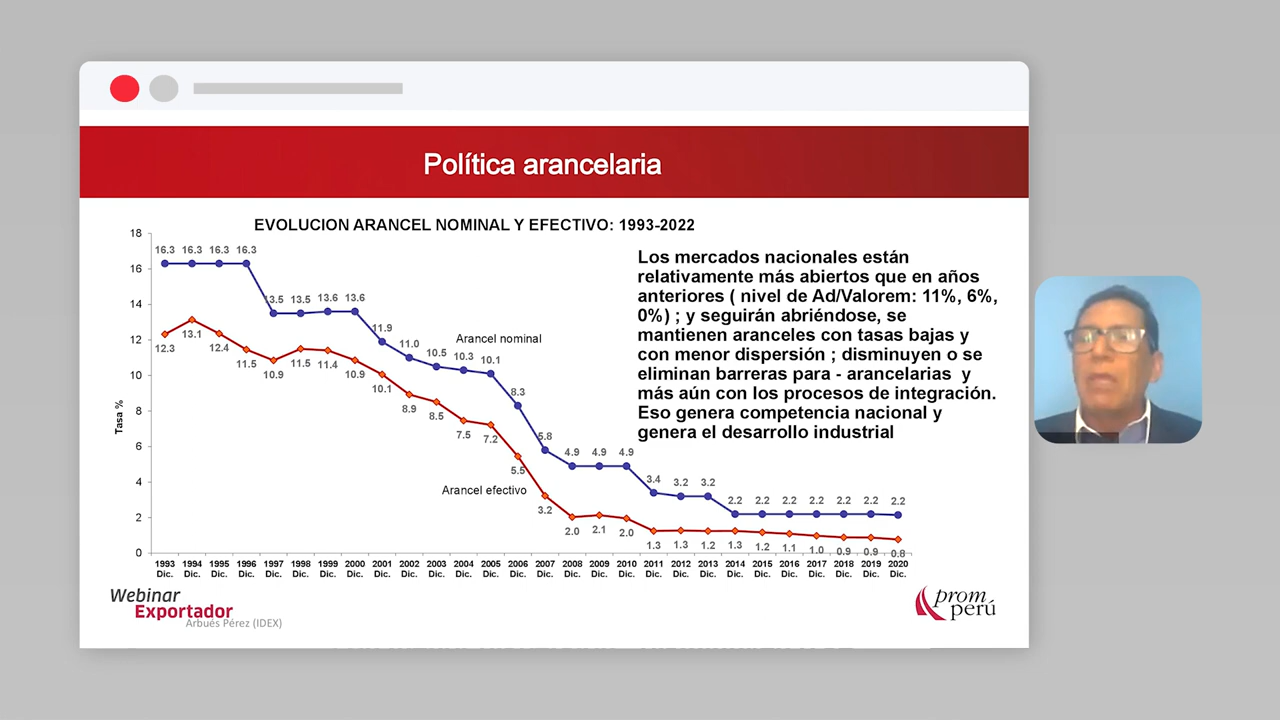 Política arancelaria
EVOLUCION ARANCEL NOMINAL Y EFECTIVO: 1993-2022
Los mercados nacionales están
relativamente más abiertos que en años
anteriores ( nivel de Ad/Valorem: 11%, 6%,
0%) ; y seguirán abriéndose, se
mantienen aranceles con tasas bajas y
con menor dispersión ; disminuyen o se
eliminan barreras para - arancelarias y
más aún con los procesos de integración.
Eso genera competencia nacional y
genera el desarrollo industrial
Tasa %
18
16
14
12
10
8
6
4
2
0
Arancel nominal
16.3 16.3 16.3 16.3 13.5 13.5 13.6 13.6 11.9 11.0 10.5 10.3 10.1 8.3 5.8 4.9 4.9 4.9 3.4 3.2 3.2 2.2 2.2 2.2 2.2 2.2 2.2 2.2
Arancel efectivo
12.3 13.1 12.4 11.5 10.9 11.5 11.4 10.9 10.1 8.9 8.5 7.5 7.2 5.5 3.2 2.0 2.1 2.0 1.3 1.3 1.2 1.3 1.2 1.1 1.0 0.9 0.9 0.8
1993 1994 1995 1996 1997 1998 1999 2000 2001 2002 2003 2004 2005 2006 2007 2008 2009 2010 2011 2012 2013 2014 2015 2016 2017 2018 2019 2020
Dic. Dic. Dic. Dic. Dic. Dic. Dic. Dic. Dic. Dic. Dic. Dic. Dic. Dic. Dic. Dic. Dic. Dic. Dic. Dic. Dic. Dic. Dic. Dic. Dic. Dic. Dic. Dic.
Webinar
Exportador
Arbués Pérez (IDEX)
prom
perú